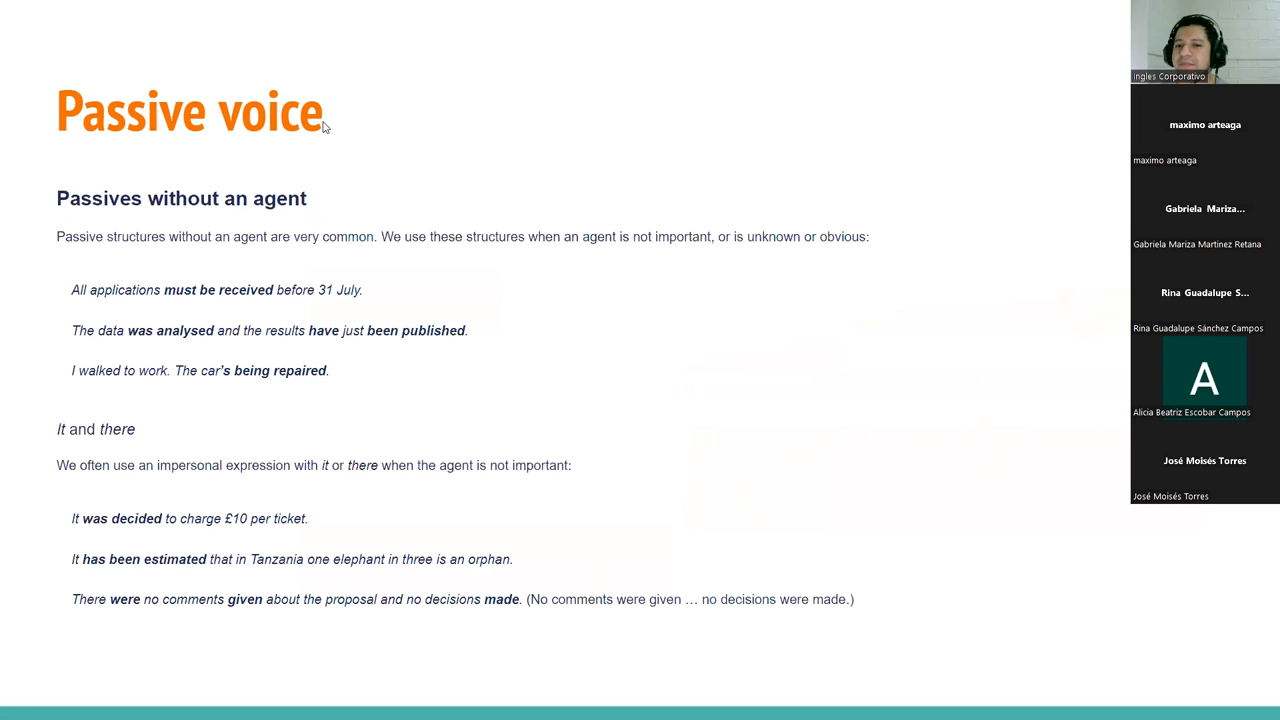 Passive voice
Passives without an agent
Passive structures without an agent are very common. We use these structures when an agent is not important, or is unknown or obvious:
All applications must be received before 31 July.
The data was analysed and the results have just been published.
I walked to work. The car's being repaired.
It and there
We often use an impersonal expression with it or there when the agent is not important:
It was decided to charge £10 per ticket.
It has been estimated that in Tanzania one elephant in three is an orphan.
There were no comments given about the proposal and no decisions made. (No comments were given … no decisions were made.)
Ingles Corporativo
maximo arteaga
maximo arteaga
Gabriela Mariza...
Gabriela Mariza Martinez Retana
Rina Guadalupe S...
Rina Guadalupe Sánchez Campos
A
Alicia Beatriz Escobar Campos
José Moisés Torres
José Moisés Torres